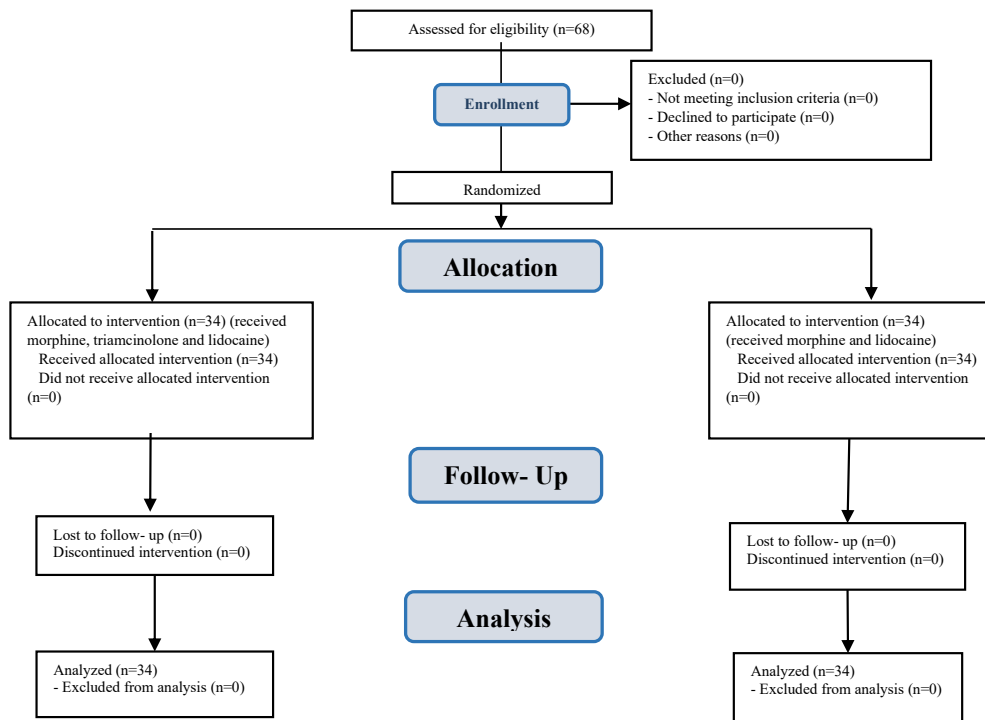 Assessed for eligibility (n=68)
Enrollment
Excluded (n=0)
- Not meeting inclusion criteria (n=0)
- Declined to participate (n=0)
- Other reasons (n=0)
Randomized
Allocation
Allocated to intervention (n=34) (received
morphine, triamcinolone and lidocaine)
Received allocated intervention (n=34)
Did not receive allocated intervention
(n=0)
Allocated to intervention (n=34)
(received morphine and lidocaine)
Received allocated intervention (n=34)
Did not receive allocated intervention
(n=0)
Follow- Up
Lost to follow- up (n=0)
Discontinued intervention (n=0)
Lost to follow- up (n=0)
Discontinued intervention (n=0)
Analysis
Analyzed (n=34)
- Excluded from analysis (n=0)
Analyzed (n=34)
- Excluded from analysis (n=0)